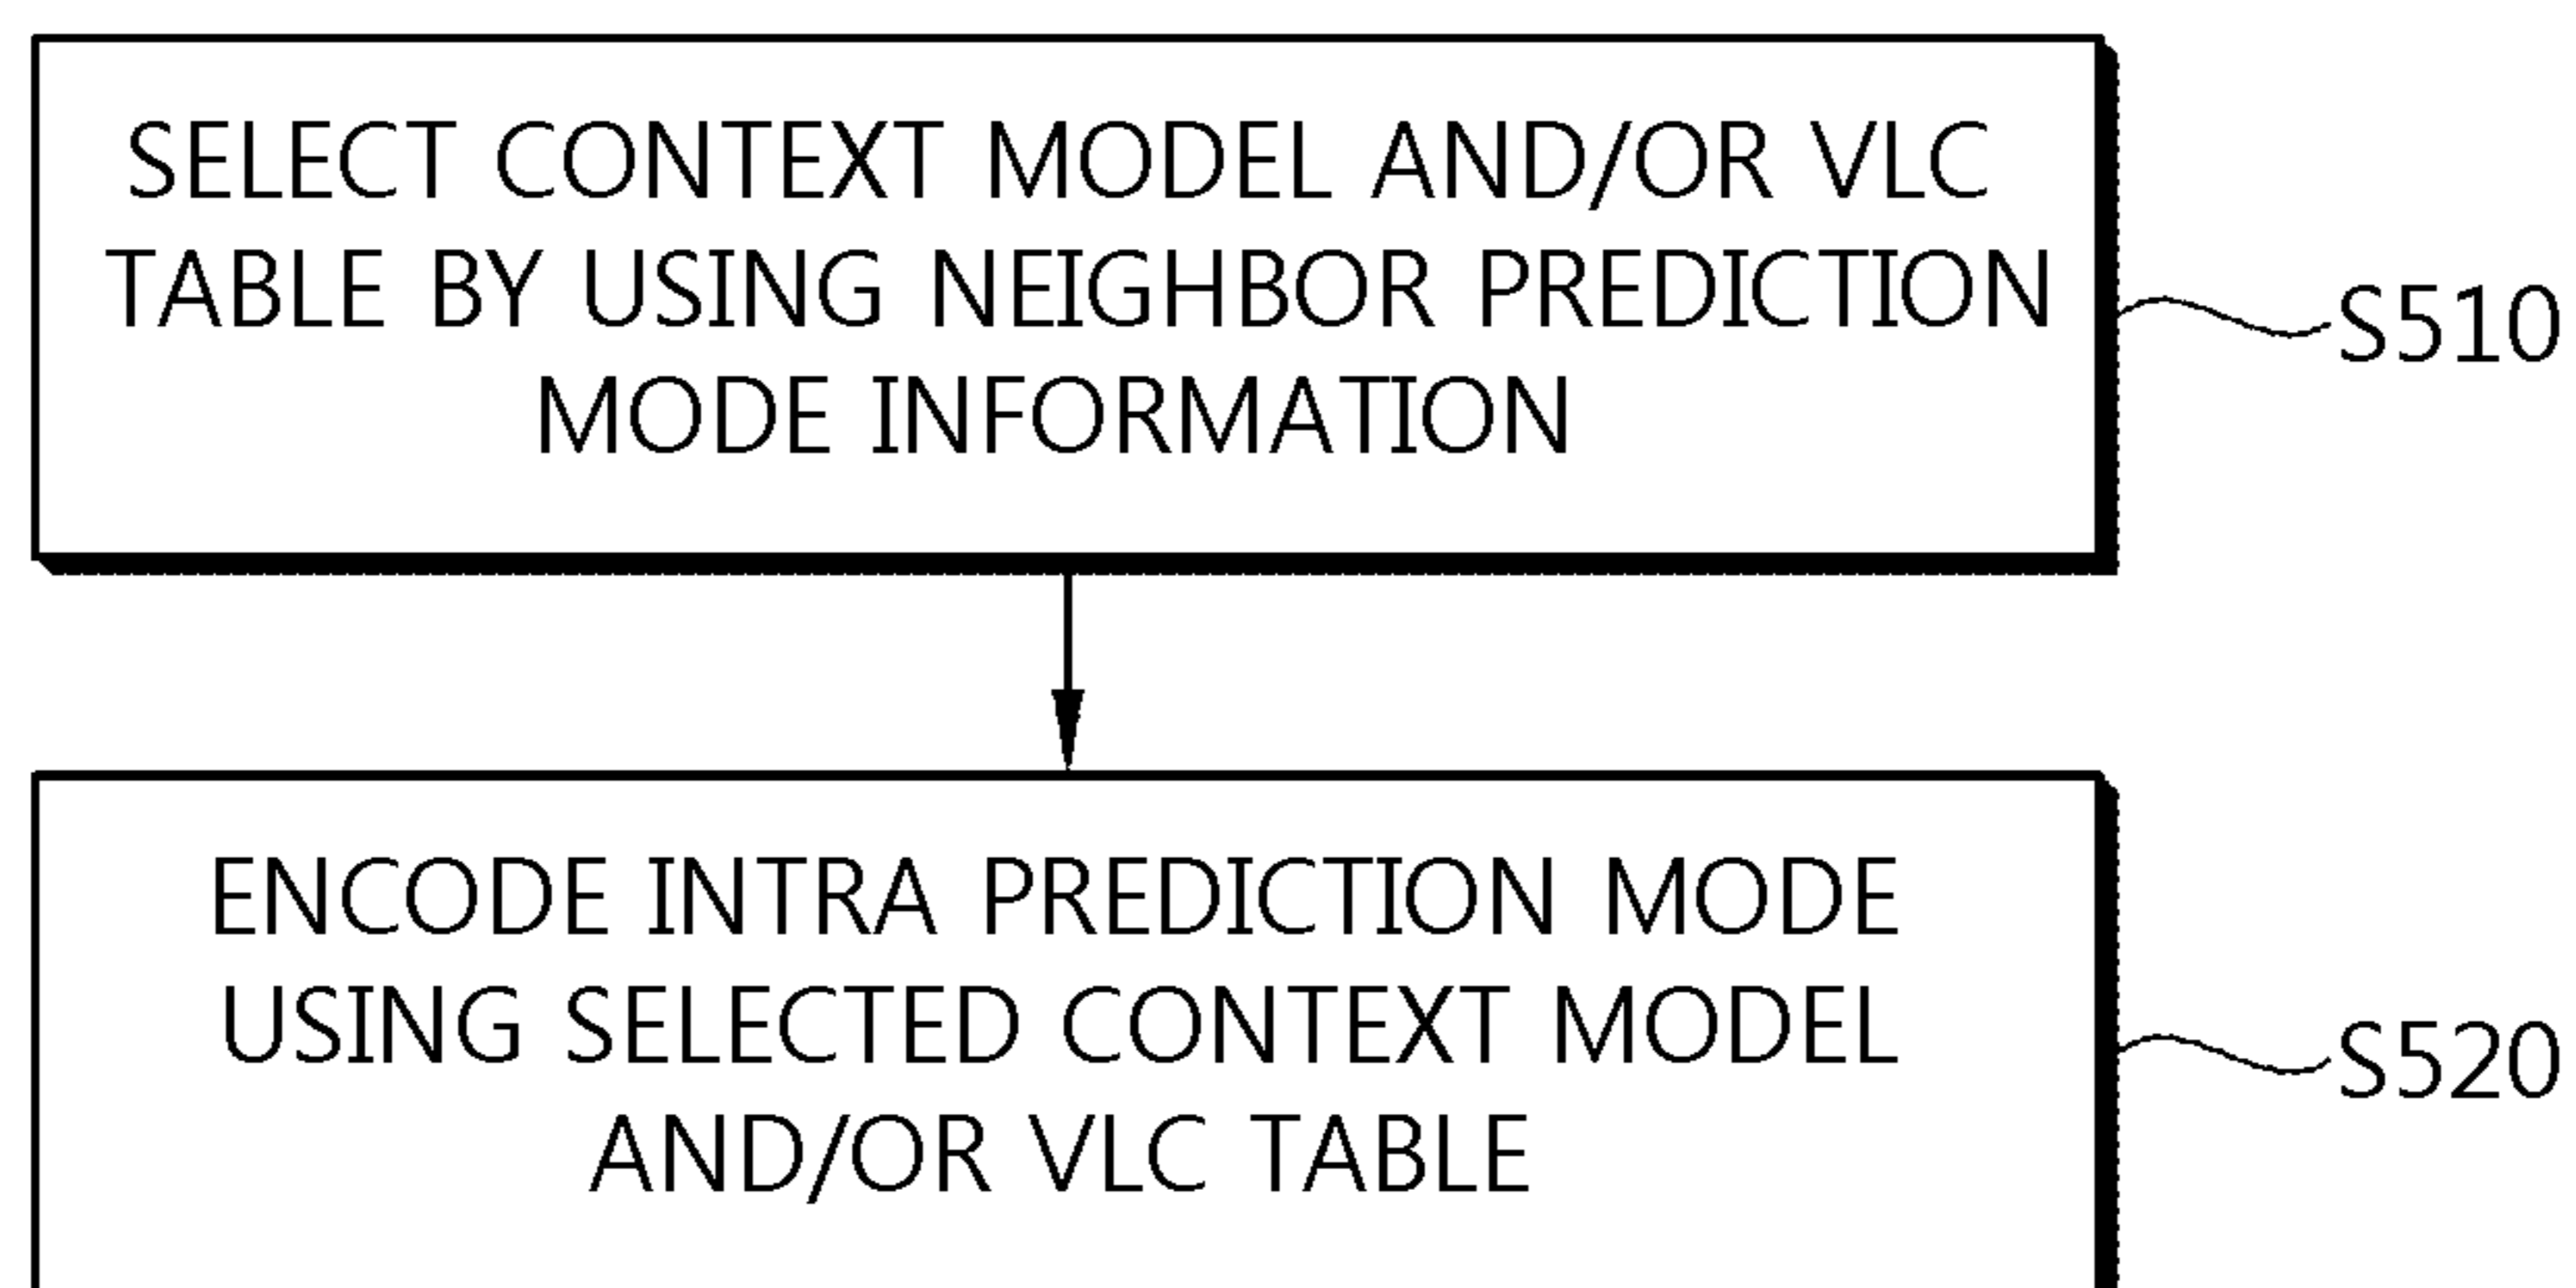 SELECT CONTEXT MODEL AND/OR VLC
TABLE BY USING NEIGHBOR PREDICTION
MODE INFORMATION
S510
ENCODE INTRA PREDICTION MODE
USING SELECTED CONTEXT MODEL
AND/OR VLC TABLE
S520